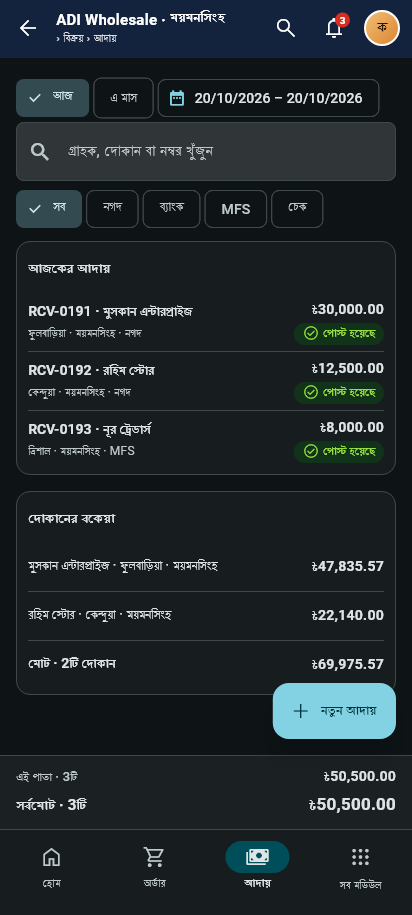 ADI Wholesale · ময়মনসিংহ
› বিক্রয় › আদায়
3
ক
আজ
এ মাস
20/10/2026 – 20/10/2026
গ্রাহক, দোকান বা নম্বর খুঁজুন
সব
নগদ
ব্যাংক
MFS
চেক
আজকের আদায়
RCV-0191 · মুসকান এন্টারপ্রাইজ
৳30,000.00
ফুলবাড়িয়া · ময়মনসিংহ · নগদ
পোস্ট হয়েছে
RCV-0192 · রহিম স্টোর
৳12,500.00
কেন্দুয়া · ময়মনসিংহ · নগদ
পোস্ট হয়েছে
RCV-0193 · নূর ট্রেডার্স
৳8,000.00
ত্রিশাল · ময়মনসিংহ · MFS
পোস্ট হয়েছে
দোকানের বকেয়া
মুসকান এন্টারপ্রাইজ · ফুলবাড়িয়া · ময়মনসিংহ
৳47,835.57
রহিম স্টোর · কেন্দুয়া · ময়মনসিংহ
৳22,140.00
মোট · 2টি দোকান
৳69,975.57
নতুন আদায়
এই পাতা · 3টি
৳50,500.00
সর্বমোট · 3টি
৳50,500.00
হোম
অর্ডার
আদায়
সব মডিউল